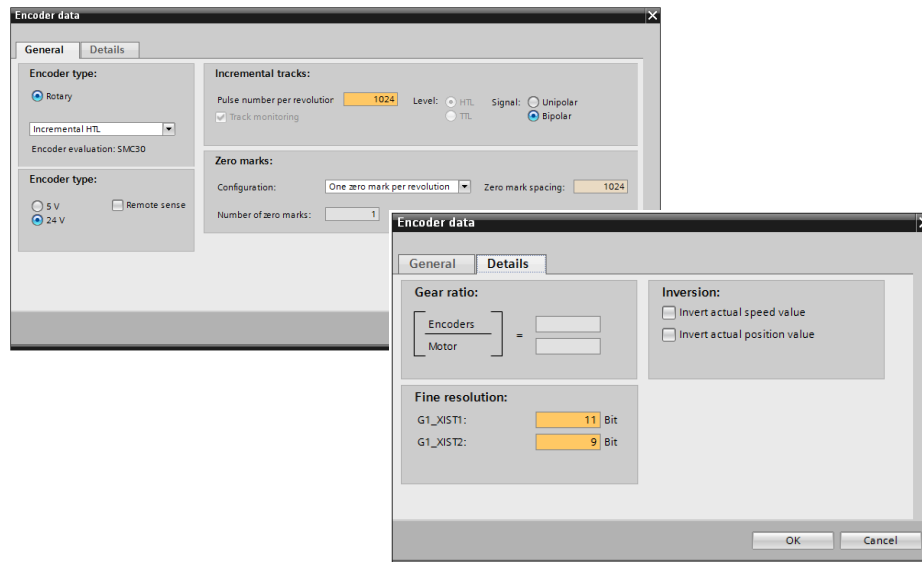 Encoder data
General Details
Encoder type:
Rotary
Incremental HTL
Encoder evaluation: SMC30
Encoder type:
5 V Remote sense
24 V
Incremental tracks:
Pulse number per revolutior 1024 Level: HTL Signal: Unipolar
Track monitoring TTL Bipolar
Zero marks:
Configuration: One zero mark per revolution Zero mark spacing: 1024
Number of zero marks: 1
Encoder data
General Details
Gear ratio:
Encoders
=
Motor
Inversion:
Invert actual speed value
Invert actual position value
Fine resolution:
G1_XIST1: 11 Bit
G1_XIST2: 9 Bit
OK Cancel